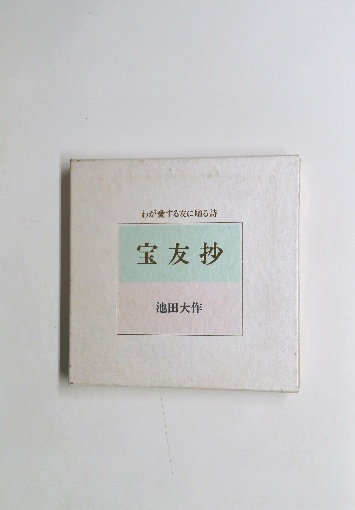 わが愛する友に贈る詩
宝友抄
池田大作